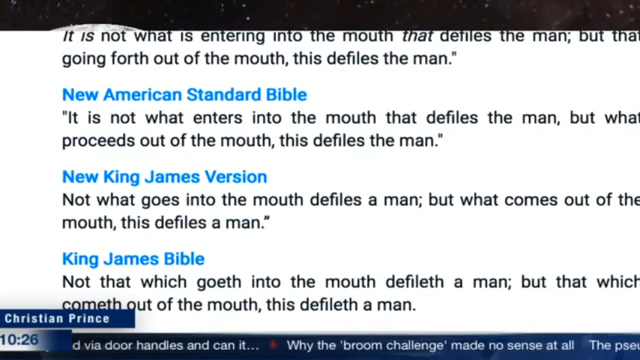 It is not what is entering into the mouth that defiles the man; but that
going forth out of the mouth, this defiles the man."
New American Standard Bible
"It is not what enters into the mouth that defiles the man, but what
proceeds out of the mouth, this defiles the man."
New King James Version
Not what goes into the mouth defiles a man; but what comes out of the
mouth, this defiles a man.”
King James Bible
Not that which goeth into the mouth defileth a man; but that which
cometh out of the mouth, this defileth a man.
Christian Prince
10:26
d via door handles and can it... Why the 'broom challenge' made no sense at all The pseu